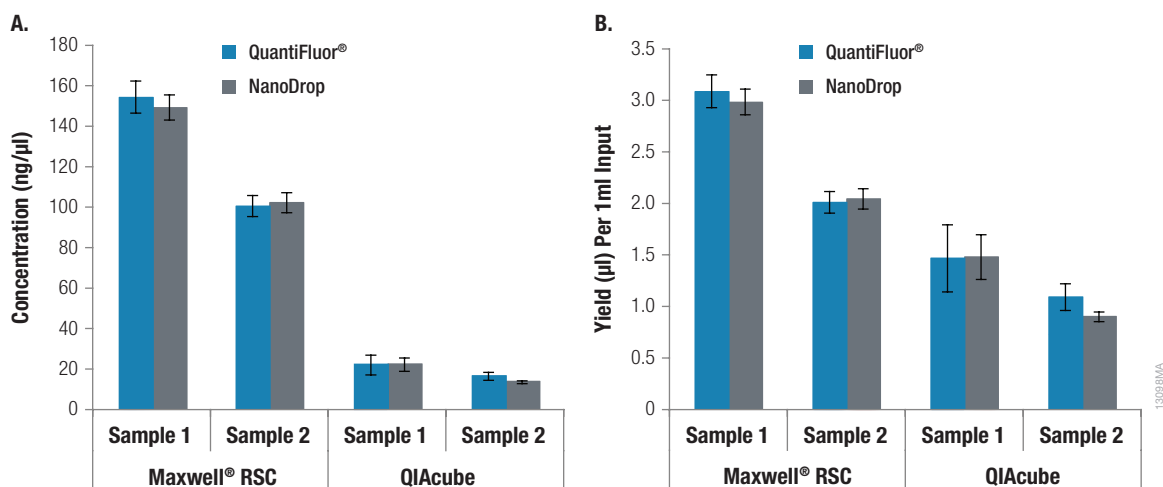 A.
QuantiFluor®
NanoDrop
Concentration (ng/µl)
180
160
140
120
100
80
60
40
20
0
Sample 1 Sample 2 Sample 1 Sample 2
Maxwell® RSC QIAcube
B.
QuantiFluor®
NanoDrop
Yield (µl) Per 1ml Input
3.5
3.0
2.5
2.0
1.5
1.0
0.5
0
Sample 1 Sample 2 Sample 1 Sample 2
Maxwell® RSC QIAcube
13098MA